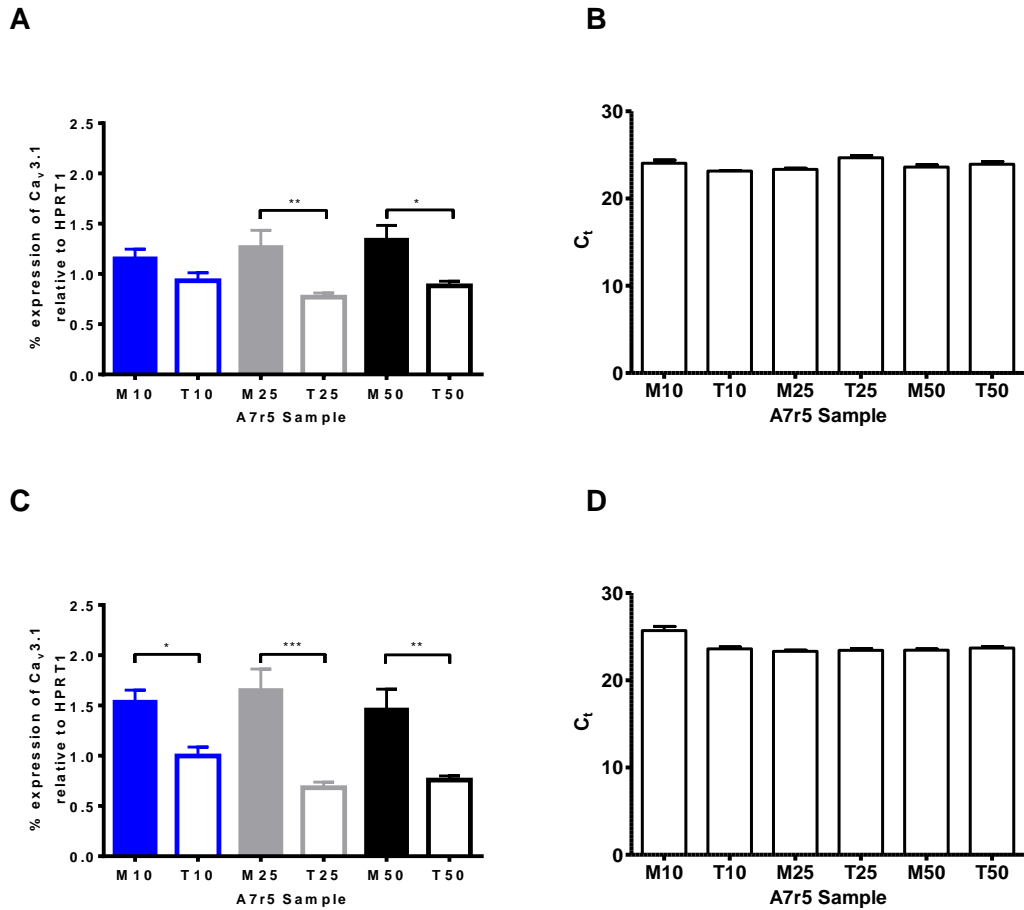 A
% expression of Cav3.1
relative to HPRT1
2.5
2.0
1.5
1.0
0.5
0.0
**
*
M10 T10 M25 T25 M50 T50
A7r5 Sample
B
Ct
30
20
10
0
M10 T10 M25 T25 M50 T50
A7r5 Sample
C
% expression of Cav3.1
relative to HPRT1
2.5
2.0
1.5
1.0
0.5
0.0
*
***
**
M10 T10 M25 T25 M50 T50
A7r5 Sample
D
Ct
30
20
10
0
M10 T10 M25 T25 M50 T50
A7r5 Sample